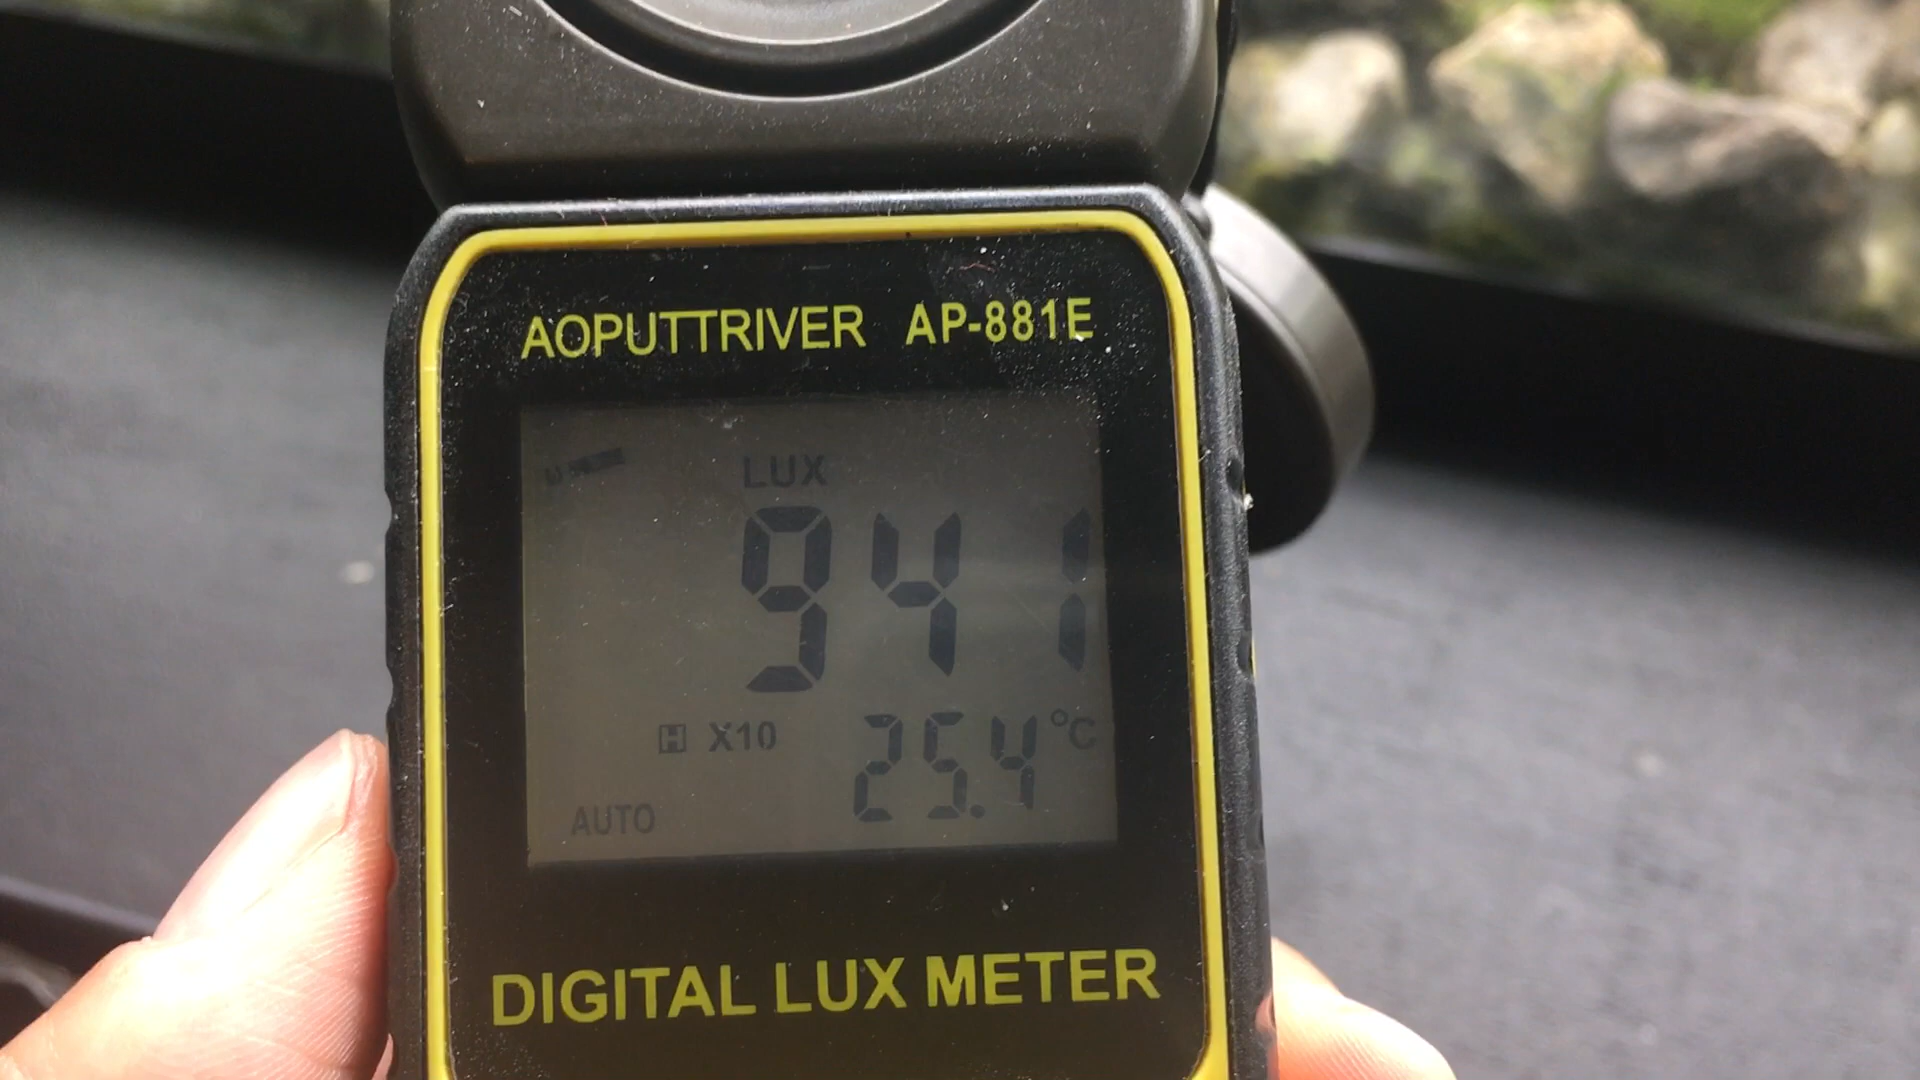 AOPUTTRIVER AP-881E
LUX
941
H X10 25.4 °C
AUTO
DIGITAL LUX METER